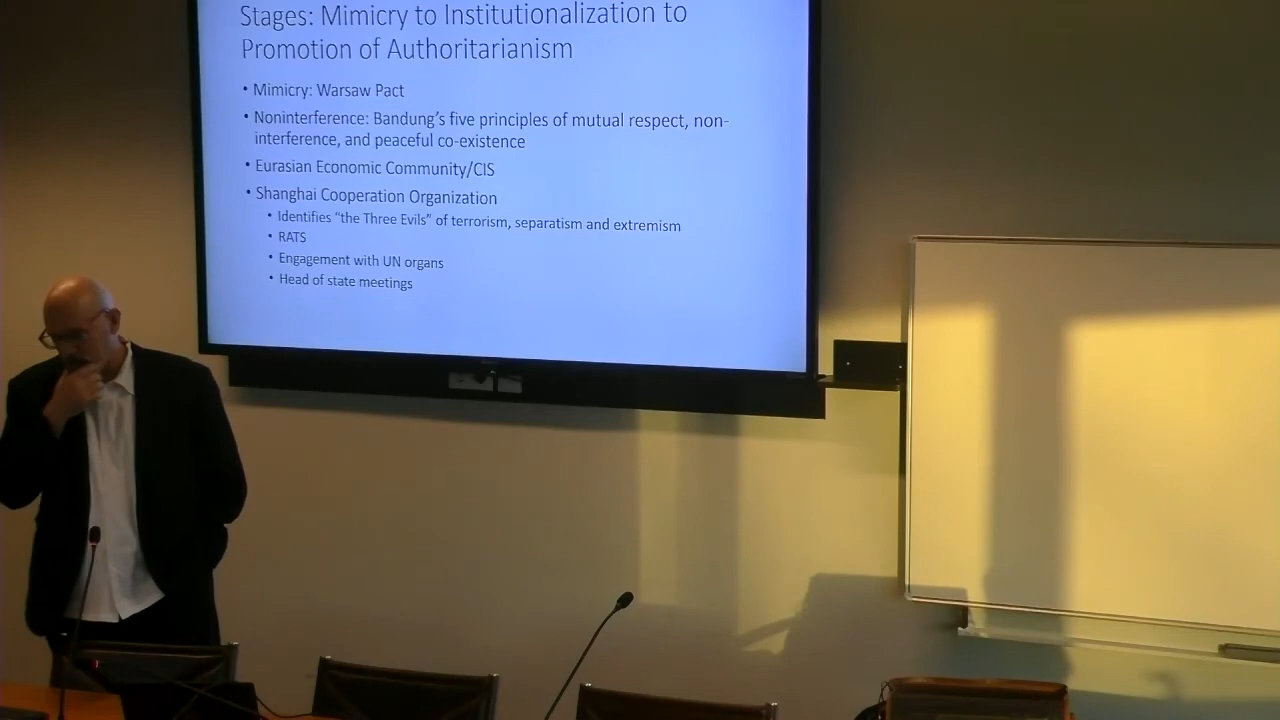 Stages: Mimicry to Institutionalization to
Promotion of Authoritarianism
• Mimicry: Warsaw Pact
• Noninterference: Bandung's five principles of mutual respect, non-
interference, and peaceful co-existence
• Eurasian Economic Community/CIS
• Shanghai Cooperation Organization
• Identifies "the Three Evils" of terrorism, separatism and extremism
• RATS
• Engagement with UN organs
• Head of state meetings